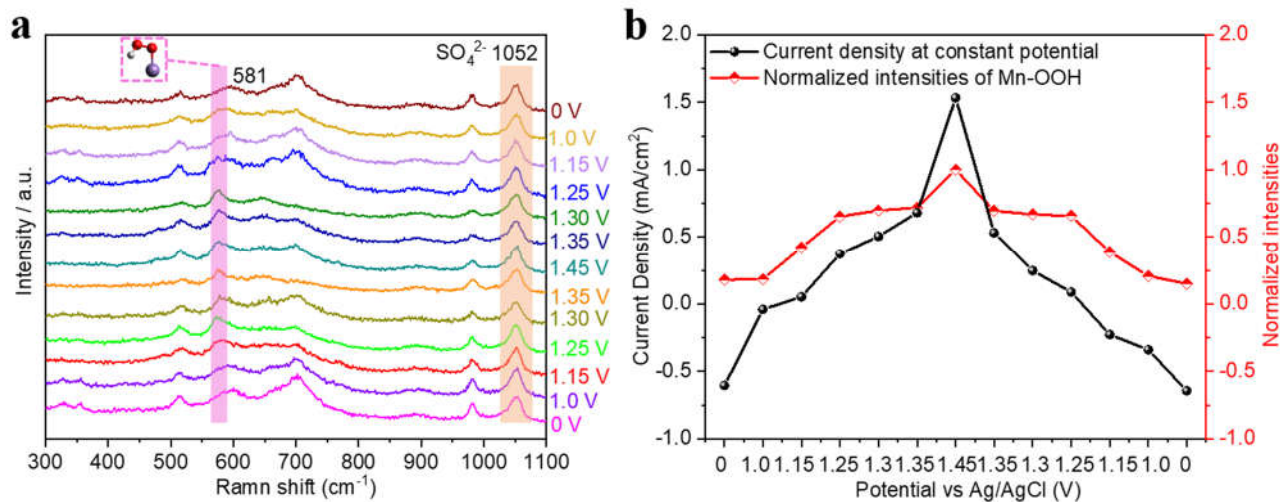 a
581
SO₄²⁻ 1052
0 V
1.0 V
1.15 V
1.25 V
1.30 V
1.35 V
1.45 V
1.35 V
1.30 V
1.25 V
1.15 V
1.0 V
0 V
Intensity / a.u.
300 400 500 600 700 800 900 1000 1100
Ramn shift (cm⁻¹)
b
Current density at constant potential
Normalized intensities of Mn-OOH
Current Density (mA/cm²)
2.0
1.5
1.0
0.5
0.0
-0.5
-1.0
2.0
1.5
1.0
0.5
0.0
0.5
-1.0
Normalized intensities
0 1.0 1.15 1.25 1.3 1.35 1.45 1.35 1.3 1.25 1.15 1.0 0
Potential vs Ag/AgCl (V)